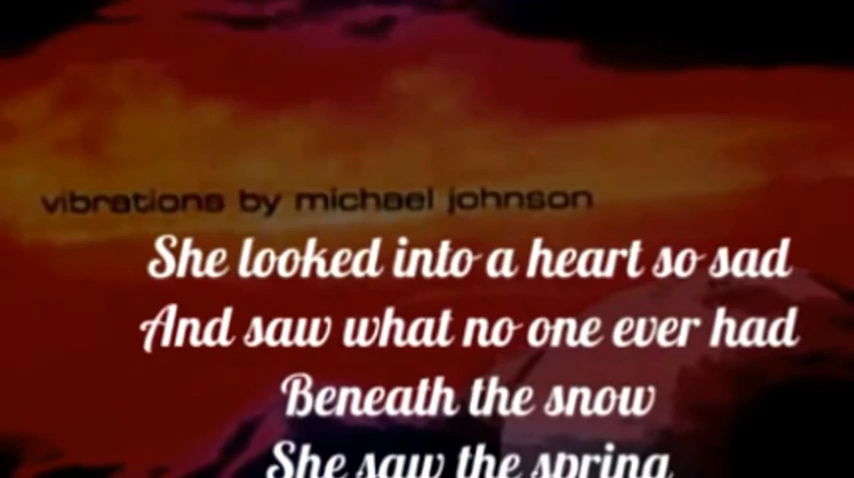 vibrations by michael johnson
She looked into a heart so sad
And saw what no one ever had
Beneath the snow
She saw the spring